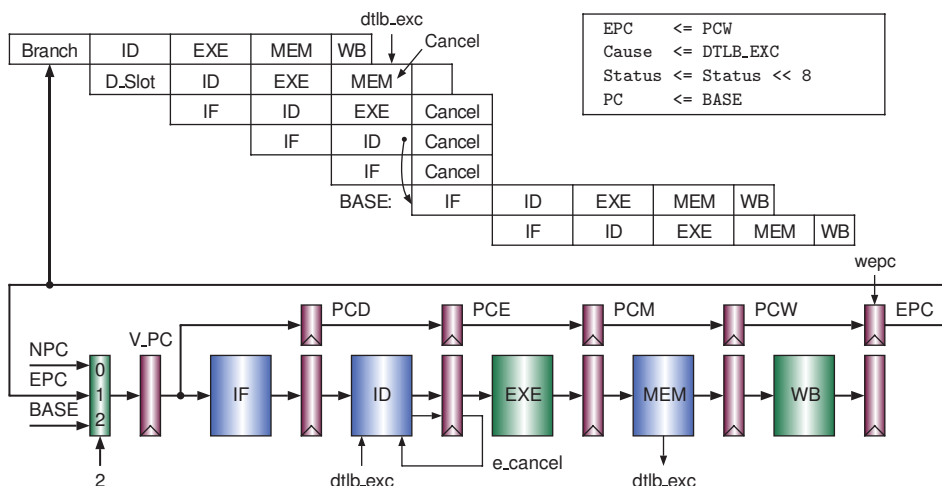 dtlb_exc
Cancel
Branch ID EXE MEM WB
D_Slot ID EXE MEM
IF ID EXE Cancel
IF ID Cancel
IF Cancel
BASE: IF ID EXE MEM WB
IF ID EXE MEM WB
EPC <= PCW
Cause <= DTLB_EXC
Status <= Status << 8
PC <= BASE
wepc
PCD PCE PCM PCW EPC
V_PC
NPC
EPC
BASE
0
1
2
IF ID EXE MEM WB
e_cancel
2 dtlb_exc dtlb_exc